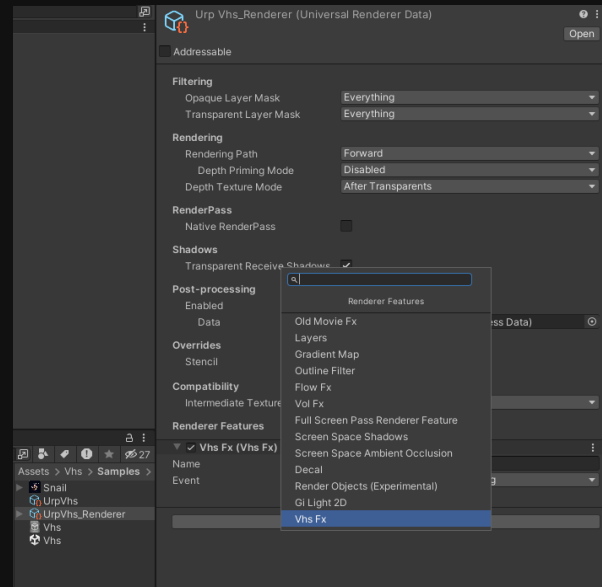 Urp Vhs_Renderer (Universal Renderer Data)
Open
Addressable
Filtering
Opaque Layer Mask
Everything
Transparent Layer Mask
Everything
Rendering
Rendering Path
Forward
Depth Priming Mode
Disabled
Depth Texture Mode
After Transparents
RenderPass
Native RenderPass
Shadows
Transparent Receive Shadows
Post-processing
Enabled
Data
ess Data)
Overrides
Stencil
Compatibility
Intermediate Texture
Renderer Features
Vhs Fx (Vhs Fx)
Name
Event
g
Renderer Features
Old Movie Fx
Layers
Gradient Map
Outline Filter
Flow Fx
Vol Fx
Full Screen Pass Renderer Feature
Screen Space Shadows
Screen Space Ambient Occlusion
Decal
Render Objects (Experimental)
Gi Light 2D
Vhs Fx
27
Assets > Vhs > Samples >
Snail
UrpVhs
UrpVhs_Renderer
Vhs
Vhs